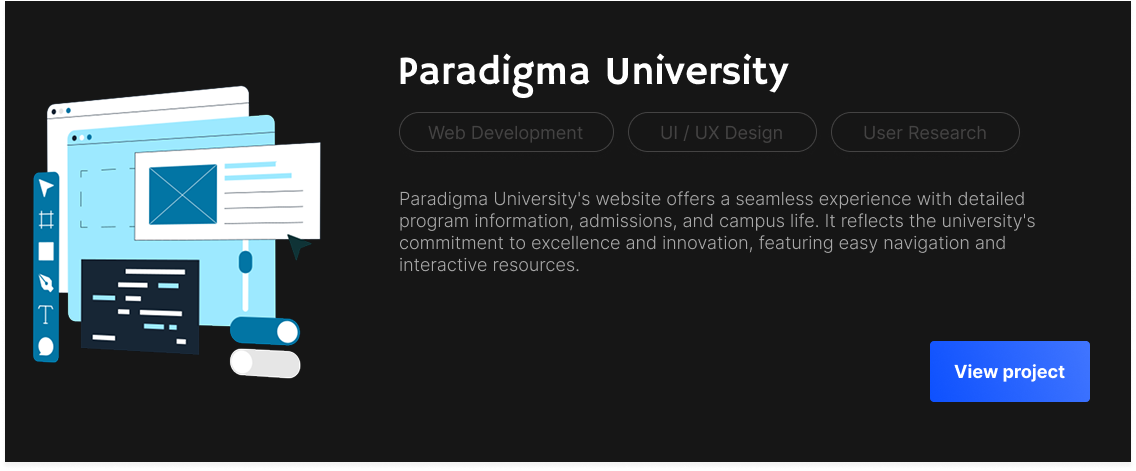 Paradigma University
Web Development
UI / UX Design
User Research
Paradigma University's website offers a seamless experience with detailed
program information, admissions, and campus life. It reflects the university's
commitment to excellence and innovation, featuring easy navigation and
interactive resources.
T
View project